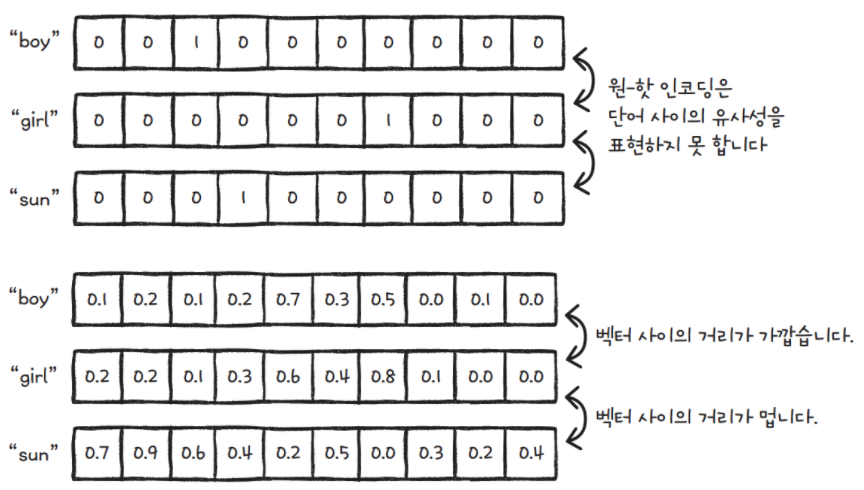 “boy” 0 0 1 0 0 0 0 0 0 0
원-핫 인코딩은
단어 사이의 유사성을
표현하지 못 합니다
“girl” 0 0 0 0 0 0 1 0 0 0
“sun” 0 0 0 1 0 0 0 0 0 0
“boy” 0.1 0.2 0.1 0.2 0.7 0.3 0.5 0.0 0.1 0.0
벡터 사이의 거리가 가깝습니다.
“girl” 0.2 0.2 0.1 0.3 0.6 0.4 0.8 0.1 0.0 0.0
벡터 사이의 거리가 멉니다.
“sun” 0.7 0.9 0.6 0.4 0.2 0.5 0.0 0.3 0.2 0.4